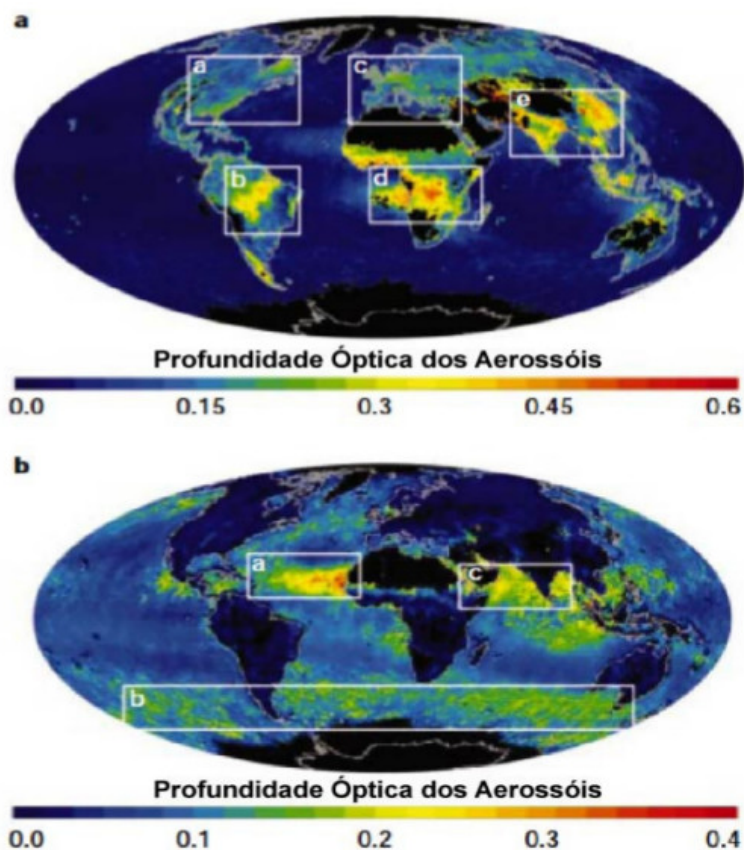 a
a
c
e
b
d
Profundidade Óptica dos Aerossóis
0.0 0.15 0.3 0.45 0.6
b
a
c
b
Profundidade Óptica dos Aerossóis
0.0 0.1 0.2 0.3 0.4